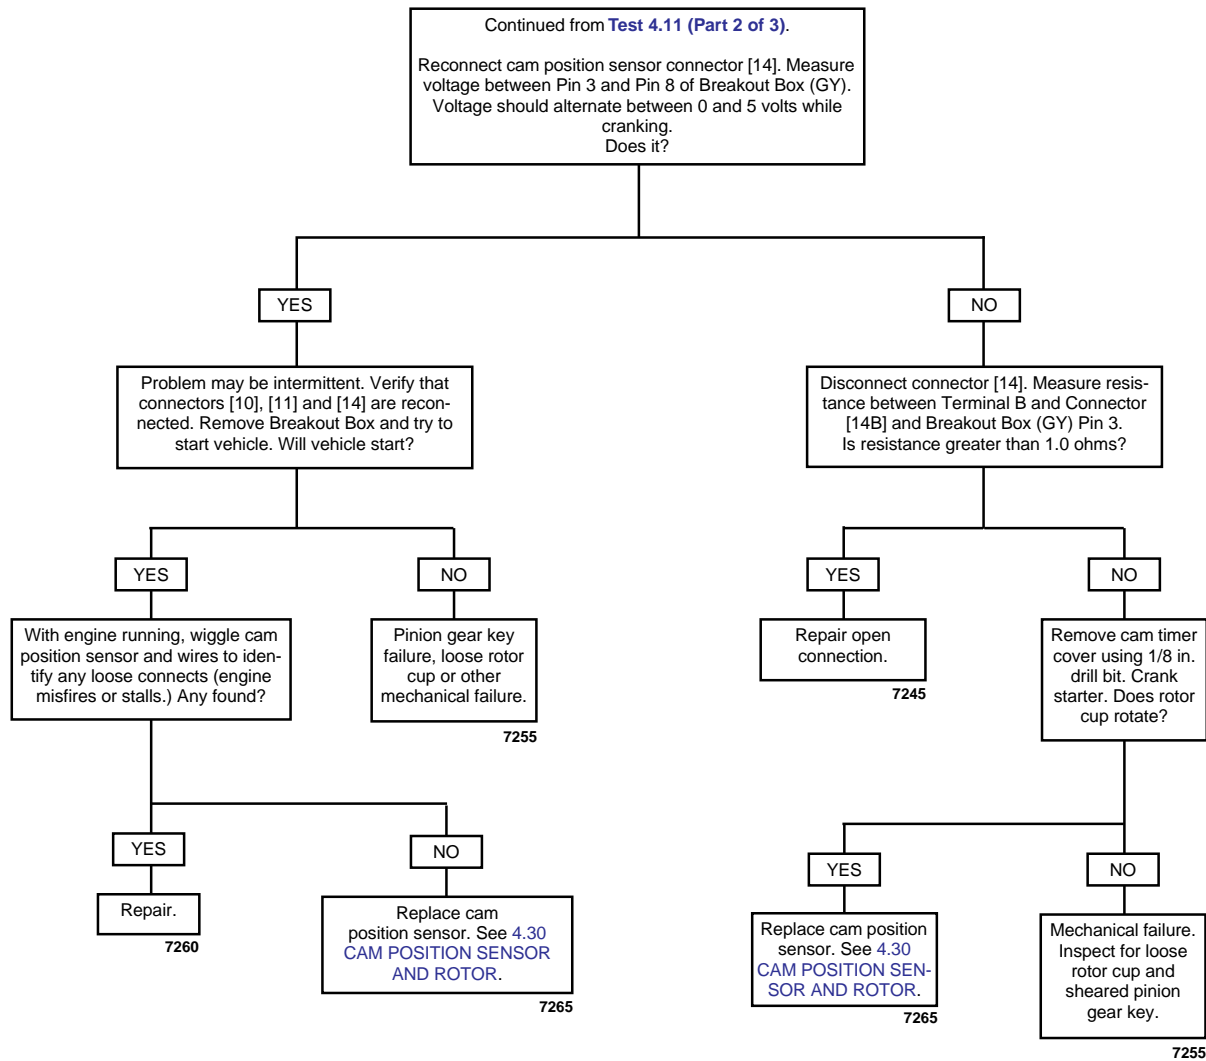 Continued from Test 4.11 (Part 2 of 3).
Reconnect cam position sensor connector [14]. Measure
voltage between Pin 3 and Pin 8 of Breakout Box (GY).
Voltage should alternate between 0 and 5 volts while
cranking.
Does it?
YES
NO
Problem may be intermittent. Verify that
connectors [10], [11] and [14] are recon-
nected. Remove Breakout Box and try to
start vehicle. Will vehicle start?
Disconnect connector [14]. Measure resis-
tance between Terminal B and Connector
[14B] and Breakout Box (GY) Pin 3.
Is resistance greater than 1.0 ohms?
YES
NO
YES
NO
With engine running, wiggle cam
position sensor and wires to iden-
tify any loose connects (engine
misfires or stalls.) Any found?
Pinion gear key
failure, loose rotor
cup or other
mechanical failure.
7255
Repair open
connection.
7245
Remove cam timer
cover using 1/8 in.
drill bit. Crank
starter. Does rotor
cup rotate?
YES
NO
YES
NO
Repair.
7260
Replace cam
position sensor. See 4.30
CAM POSITION SENSOR
AND ROTOR.
7265
Replace cam position
sensor. See 4.30
CAM POSITION SEN-
SOR AND ROTOR.
7265
Mechanical failure.
Inspect for loose
rotor cup and
sheared pinion
gear key.
7255